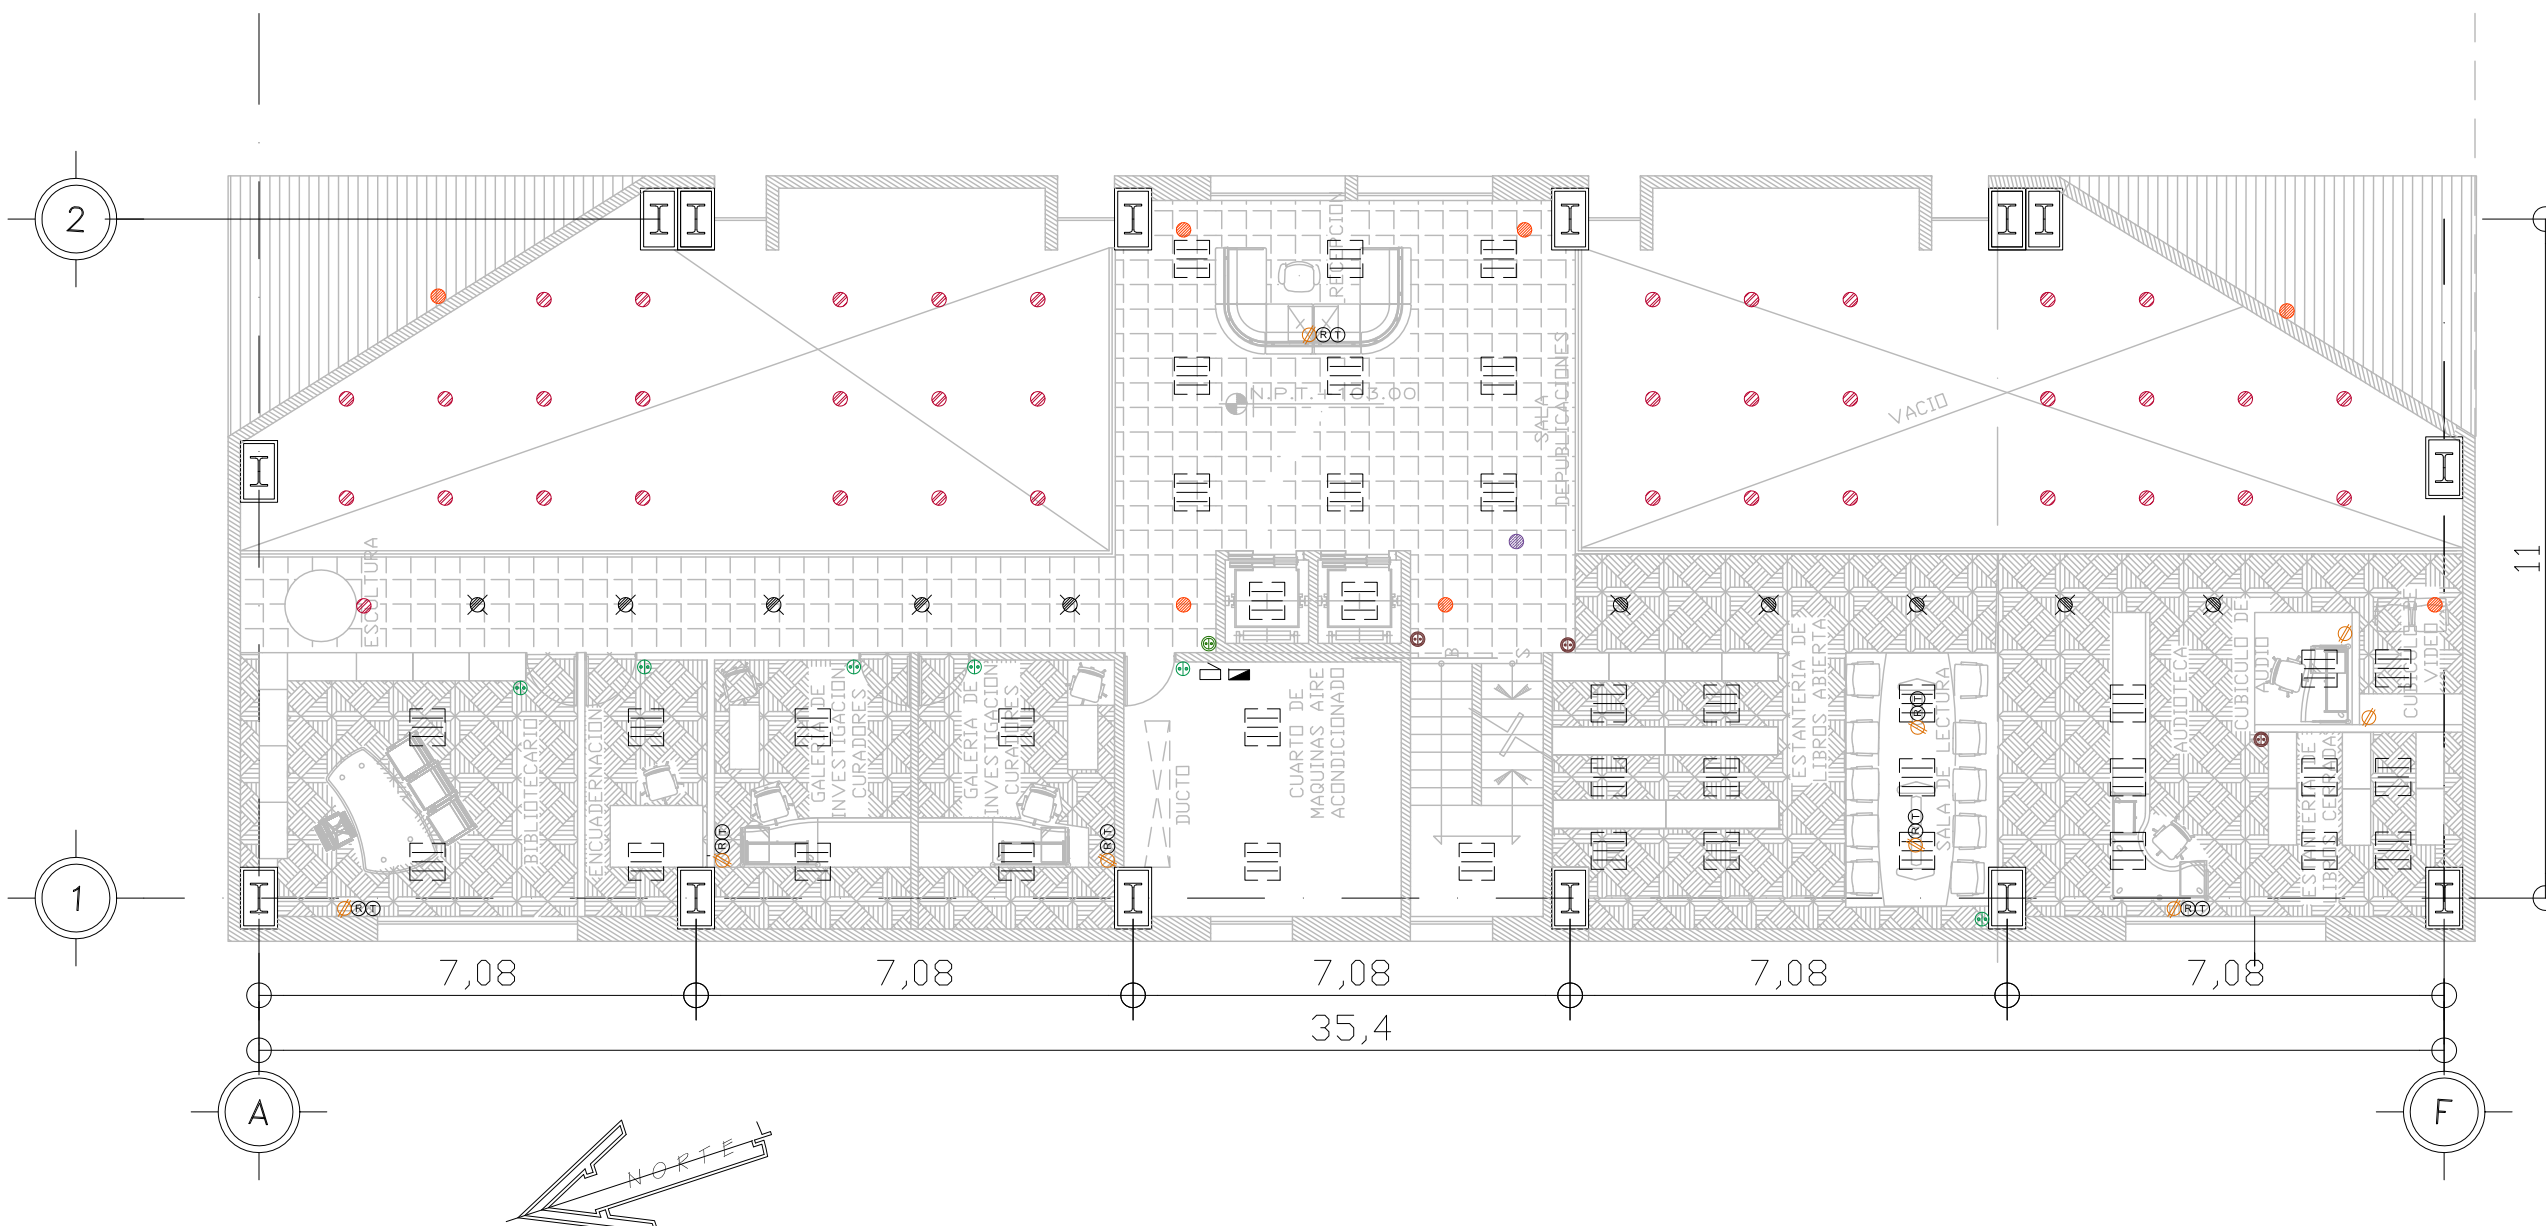 2
RECEPCION
R T
N.P.T.+103.00
SALA
DEPUBLICACIONES
VACIO
11
ESCULTURA
B
S
BIBLIOTECARIO
ENCUADERNACION
GALERIA DE
INVESTIGACION
CURADORES
GALERIA DE
INVESTIGACION
CURADORES
DUCTO
CUARTO DE
MAQUINAS AIRE
ACONDICIONADO
ESTANTERIA DE
LIBROS ABIERTA
SALA DE LECTURA
R T
R T
AUDIOTECA
CUBICULO DE
AUDIO
CUBICULO DE
VIDEO
ESTANTERIA DE
LIBROS CERRADA
R T
R T
1
R T
R T
7,08
7,08
7,08
7,08
7,08
35,4
A
F
NORTE